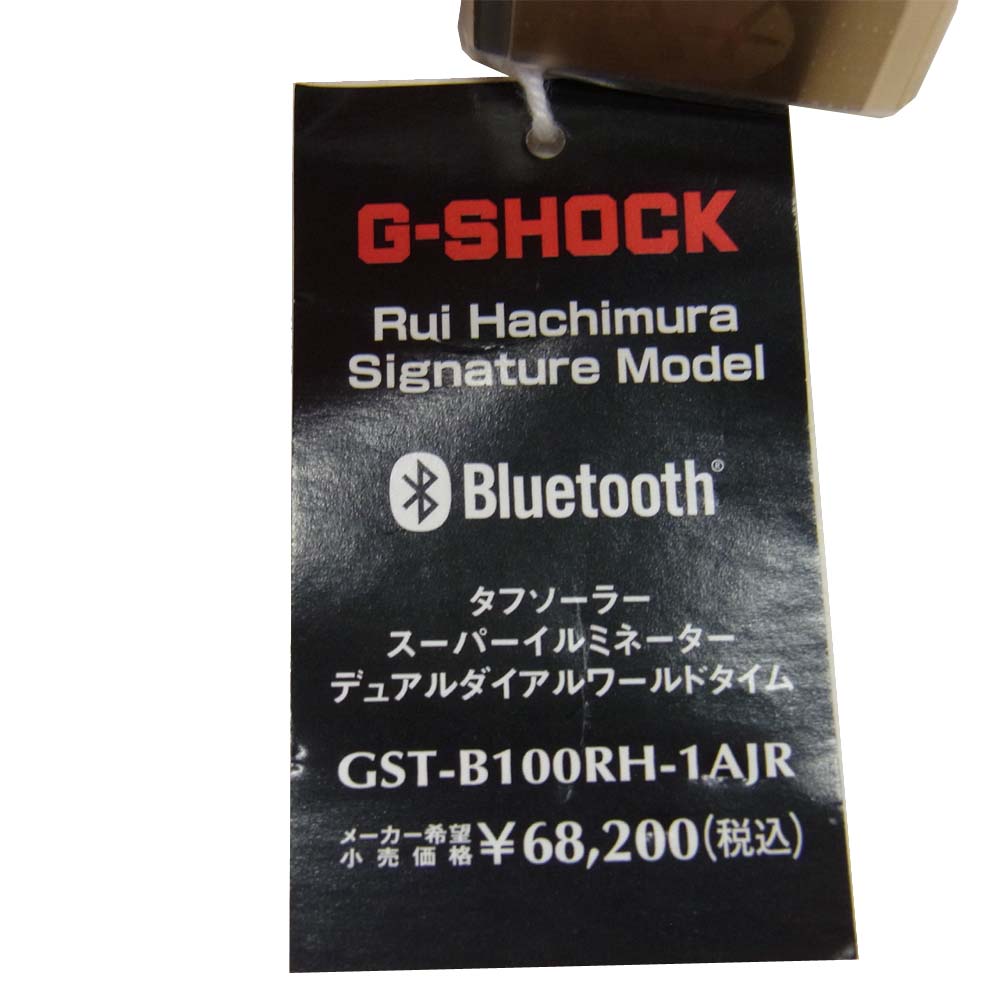 G-SHOCK
Rui Hachimura
Signature Model
Bluetooth®
タフソーラー
スーパーイルミネーター
デュアルダイアルワールドタイム
GST-B100RH-1AJR
メーカー希望
小売価格 ¥68,200(税込)